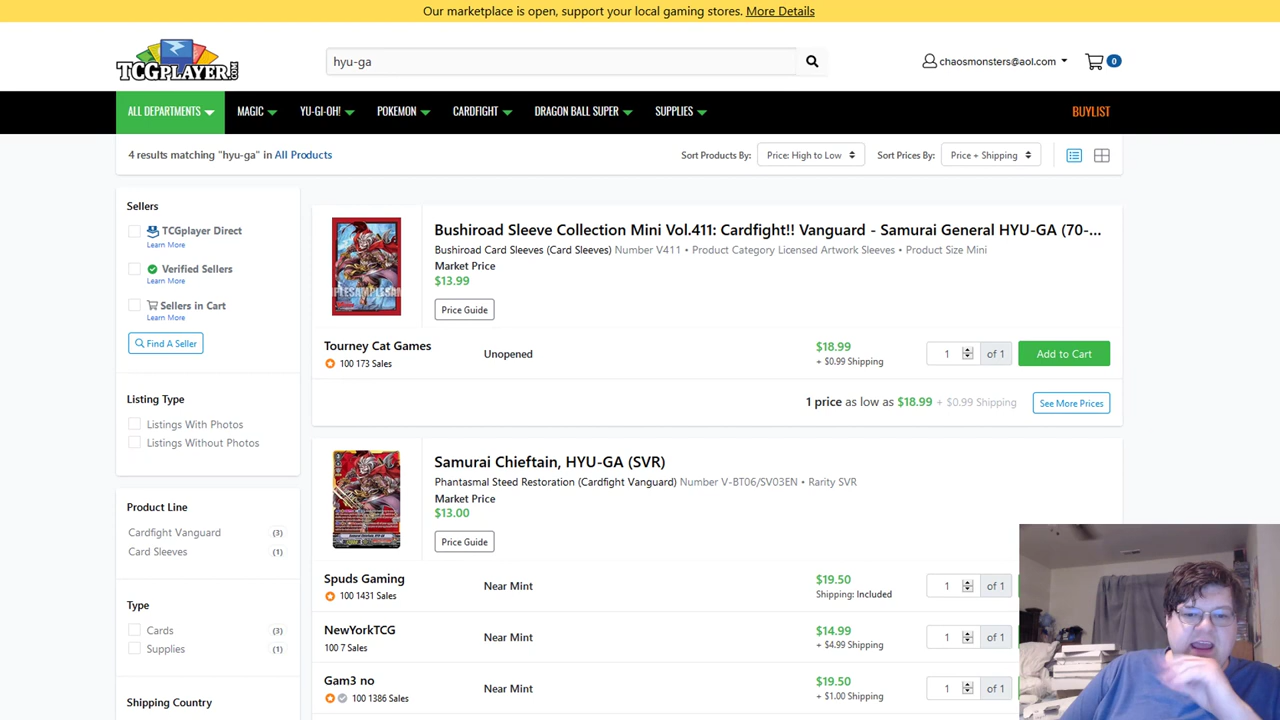 Our marketplace is open, support your local gaming stores. More Details
TCGPLAYER.COM
hyu-ga
chaosmonsters@aol.com
0
ALL DEPARTMENTS MAGIC YU-GI-OH! POKEMON CARDFIGHT DRAGON BALL SUPER SUPPLIES BUYLIST
4 results matching "hyu-ga" in All Products
Sort Products By: Price: High to Low Sort Prices By: Price + Shipping
Sellers
TCGplayer Direct
Learn More
Verified Sellers
Learn More
Sellers in Cart
Learn More
Find A Seller
Listing Type
Listings With Photos
Listings Without Photos
Product Line
Cardfight Vanguard (3)
Card Sleeves (1)
Type
Cards (3)
Supplies (1)
Shipping Country
Bushiroad Sleeve Collection Mini Vol.411: Cardfight!! Vanguard - Samurai General HYU-GA (70-...
Bushiroad Card Sleeves (Card Sleeves) Number V411 • Product Category Licensed Artwork Sleeves • Product Size Mini
Market Price
$13.99
Price Guide
Tourney Cat Games
100 173 Sales
Unopened
$18.99
+ $0.99 Shipping
1 of 1 Add to Cart
1 price as low as $18.99 + $0.99 Shipping See More Prices
Samurai Chieftain, HYU-GA (SVR)
Phantasmal Steed Restoration (Cardfight Vanguard) Number V-BT06/SV03EN • Rarity SVR
Market Price
$13.00
Price Guide
Spuds Gaming
100 1431 Sales
Near Mint
$19.50
Shipping: Included
1 of 1
NewYorkTCG
100 7 Sales
Near Mint
$14.99
+ $4.99 Shipping
1 of 1
Gam3 no
100 1386 Sales
Near Mint
$19.50
+ $1.00 Shipping
1 of 1